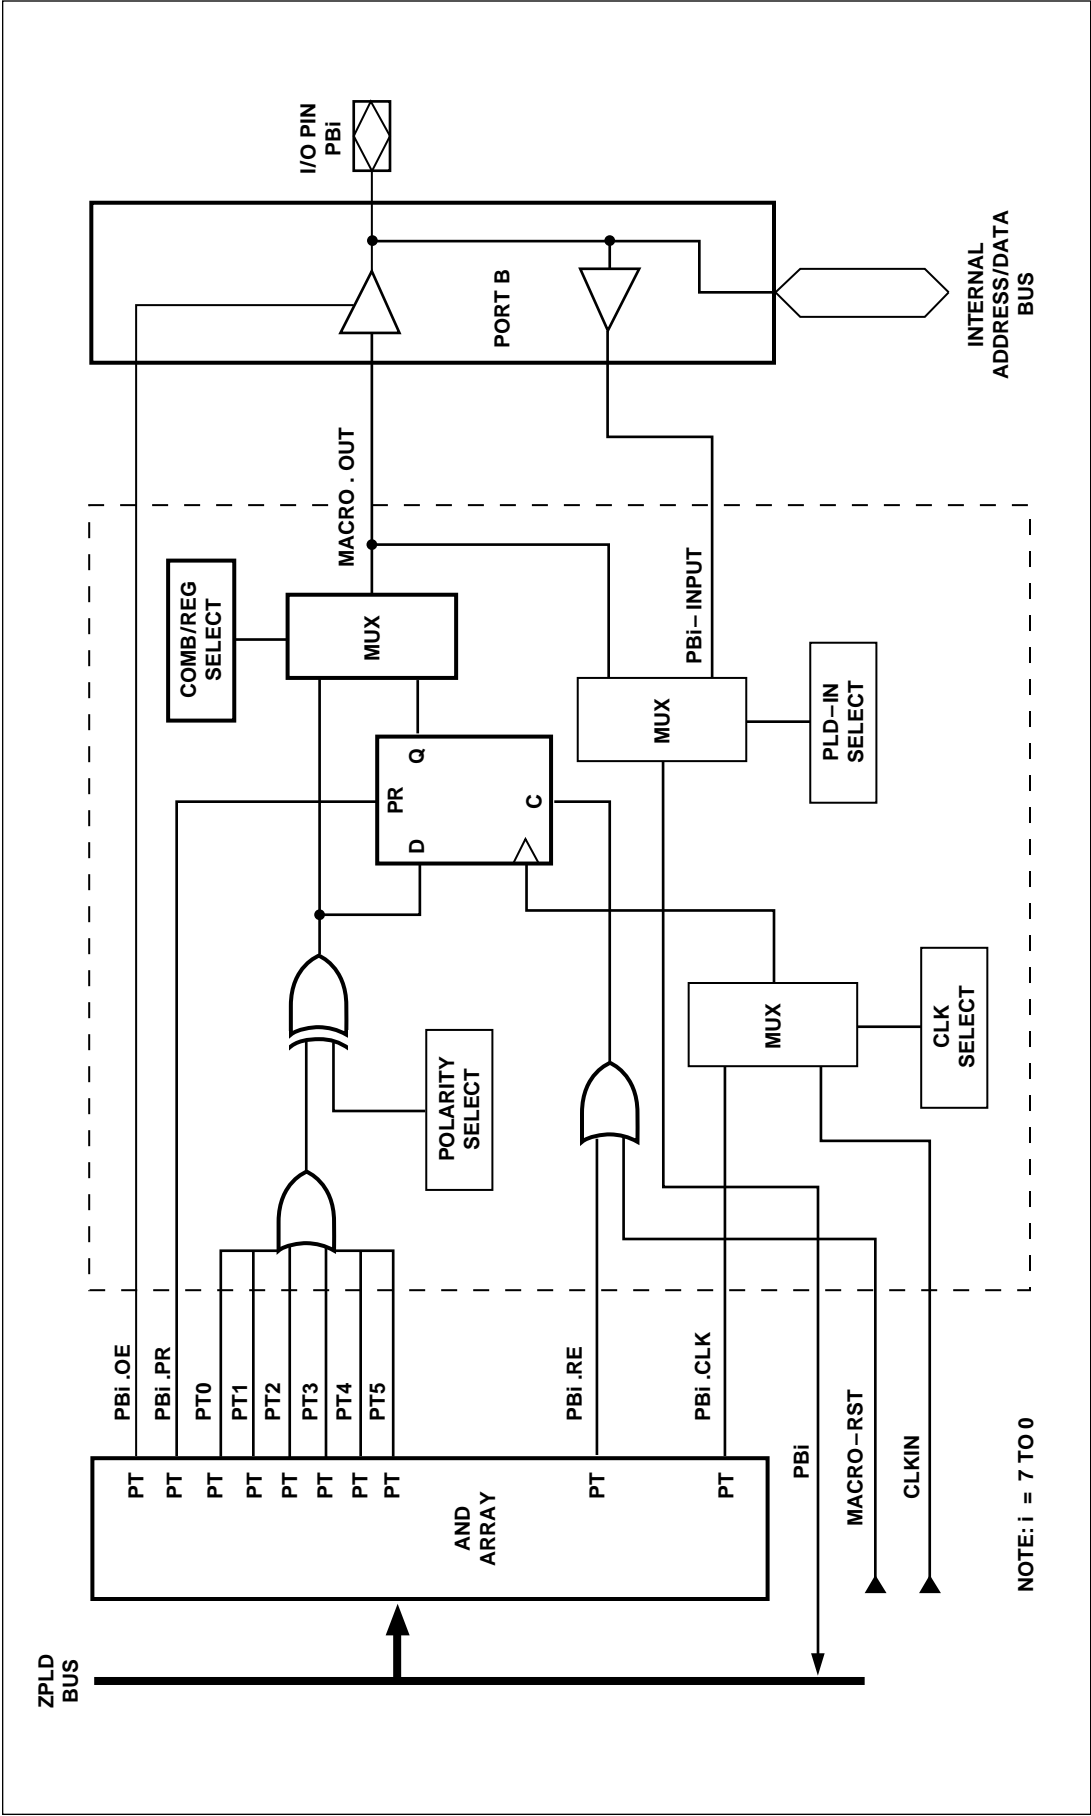 ZPLD
BUS
AND
ARRAY
PT
PT
PT
PT
PT
PT
PT
PT
PT
PT
PBi .OE
PBi .PR
PT0
PT1
PT2
PT3
PT4
PT5
PBi .RE
PBi .CLK
PBi
MACRO–RST
CLKIN
POLARITY
SELECT
MUX
CLK
SELECT
D
PR
Q
C
COMB/REG
SELECT
MUX
MUX
PLD–IN
SELECT
MACRO . OUT
PBi– INPUT
PORT B
I/O PIN
PBi
INTERNAL
ADDRESS/DATA
BUS
NOTE: i = 7 TO 0